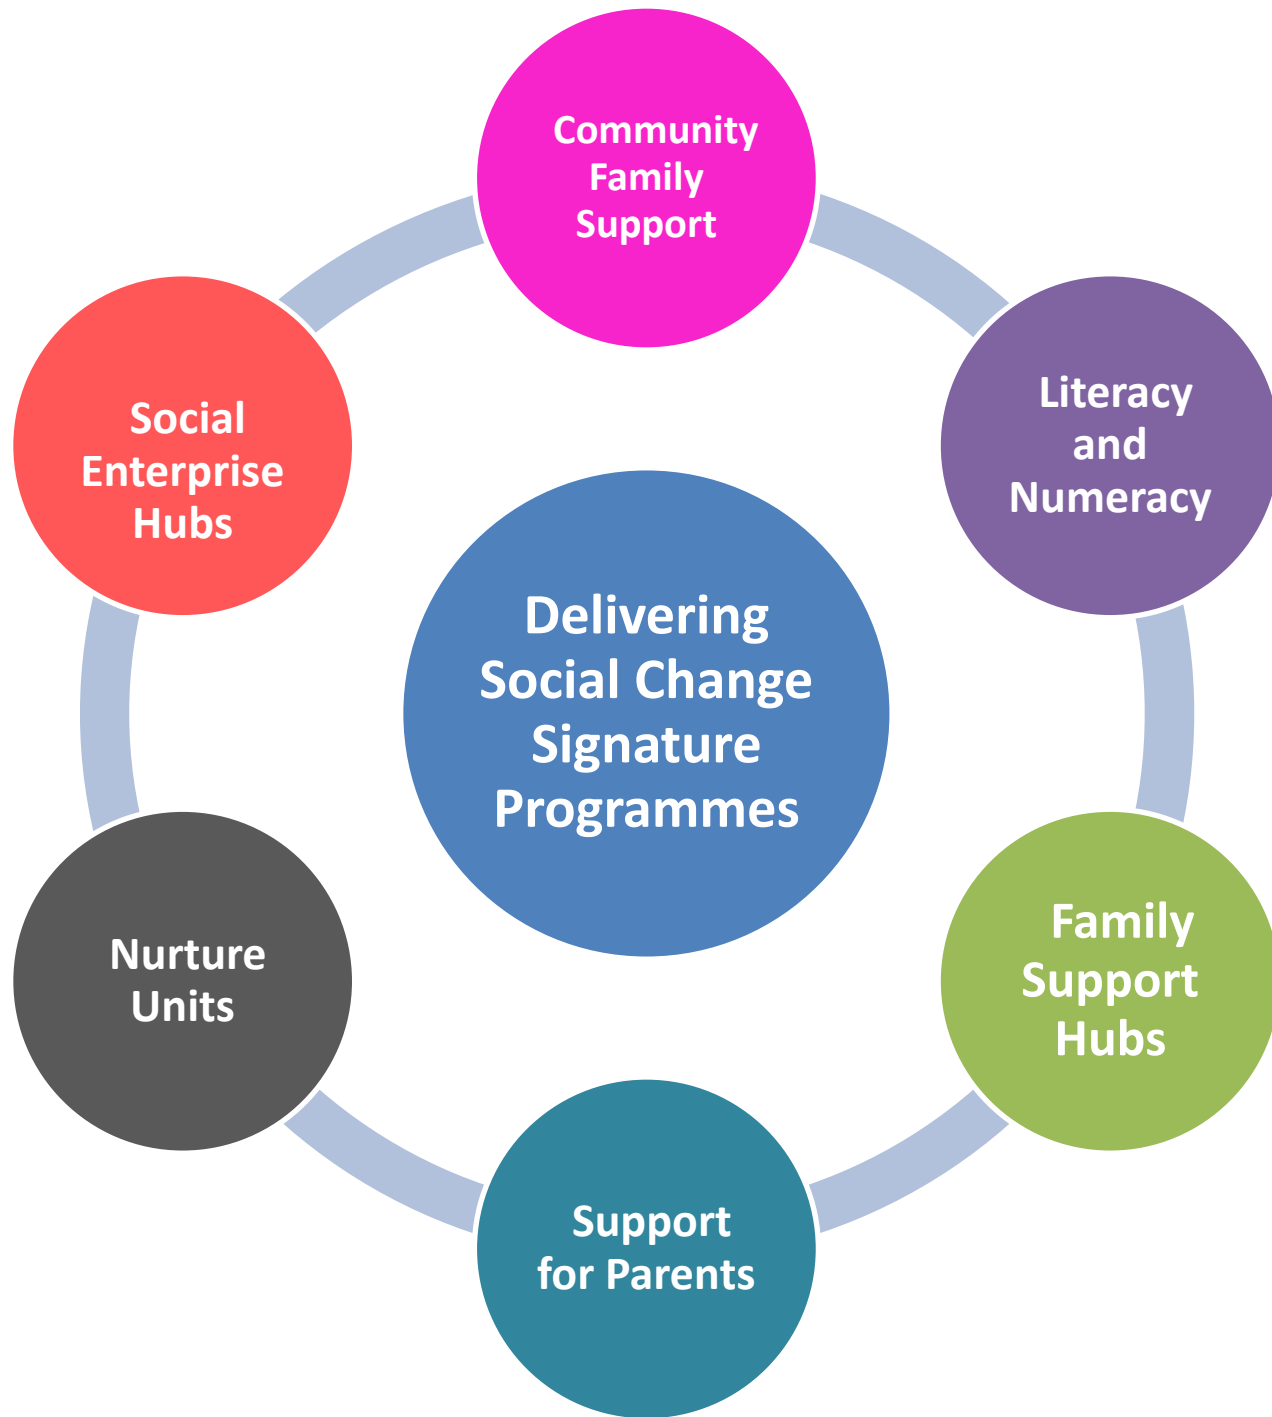 Community
Family
Support
Literacy
and
Numeracy
Family
Support
Hubs
Support
for Parents
Nurture
Units
Social
Enterprise
Hubs
Delivering
Social Change
Signature
Programmes